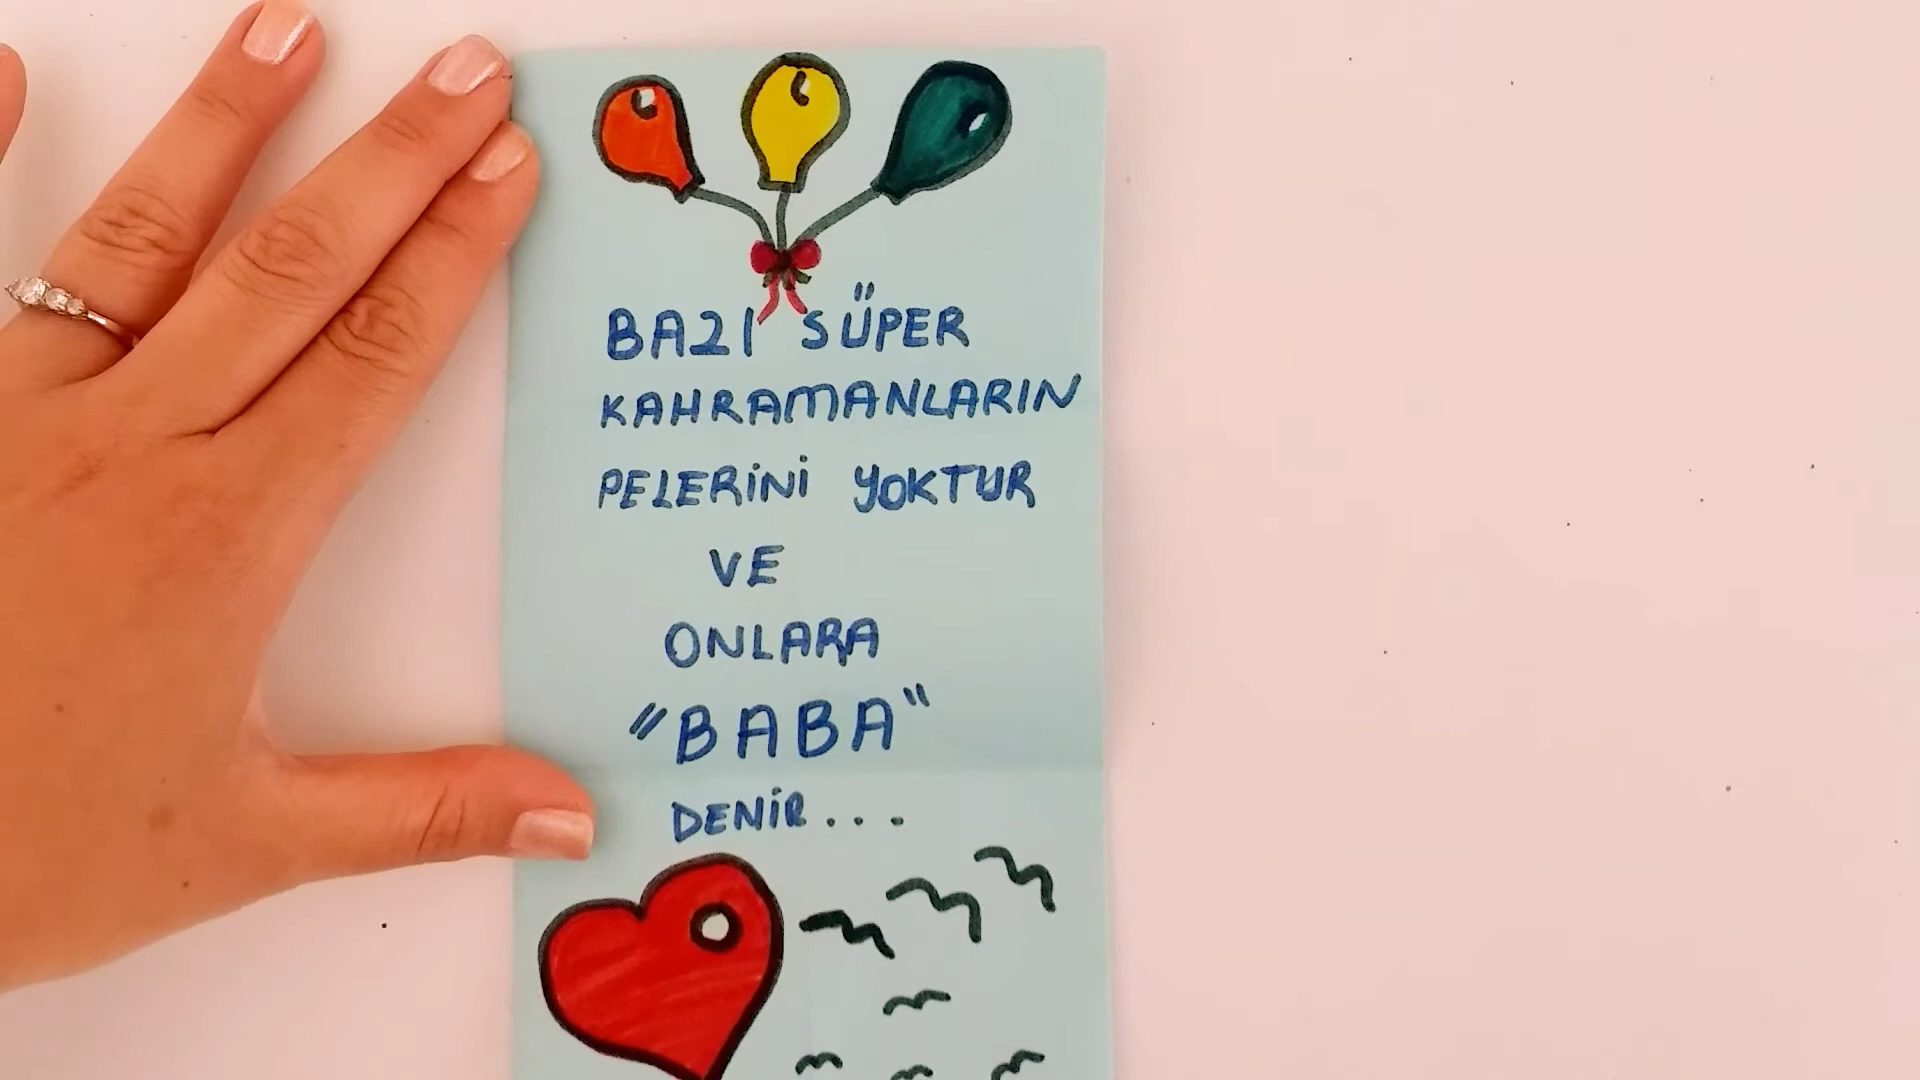 BAZI SÜPER
KAHRAMANLARIN
PELERİNİ YOKTUR
VE
ONLARA
"BABA"
DENİR...